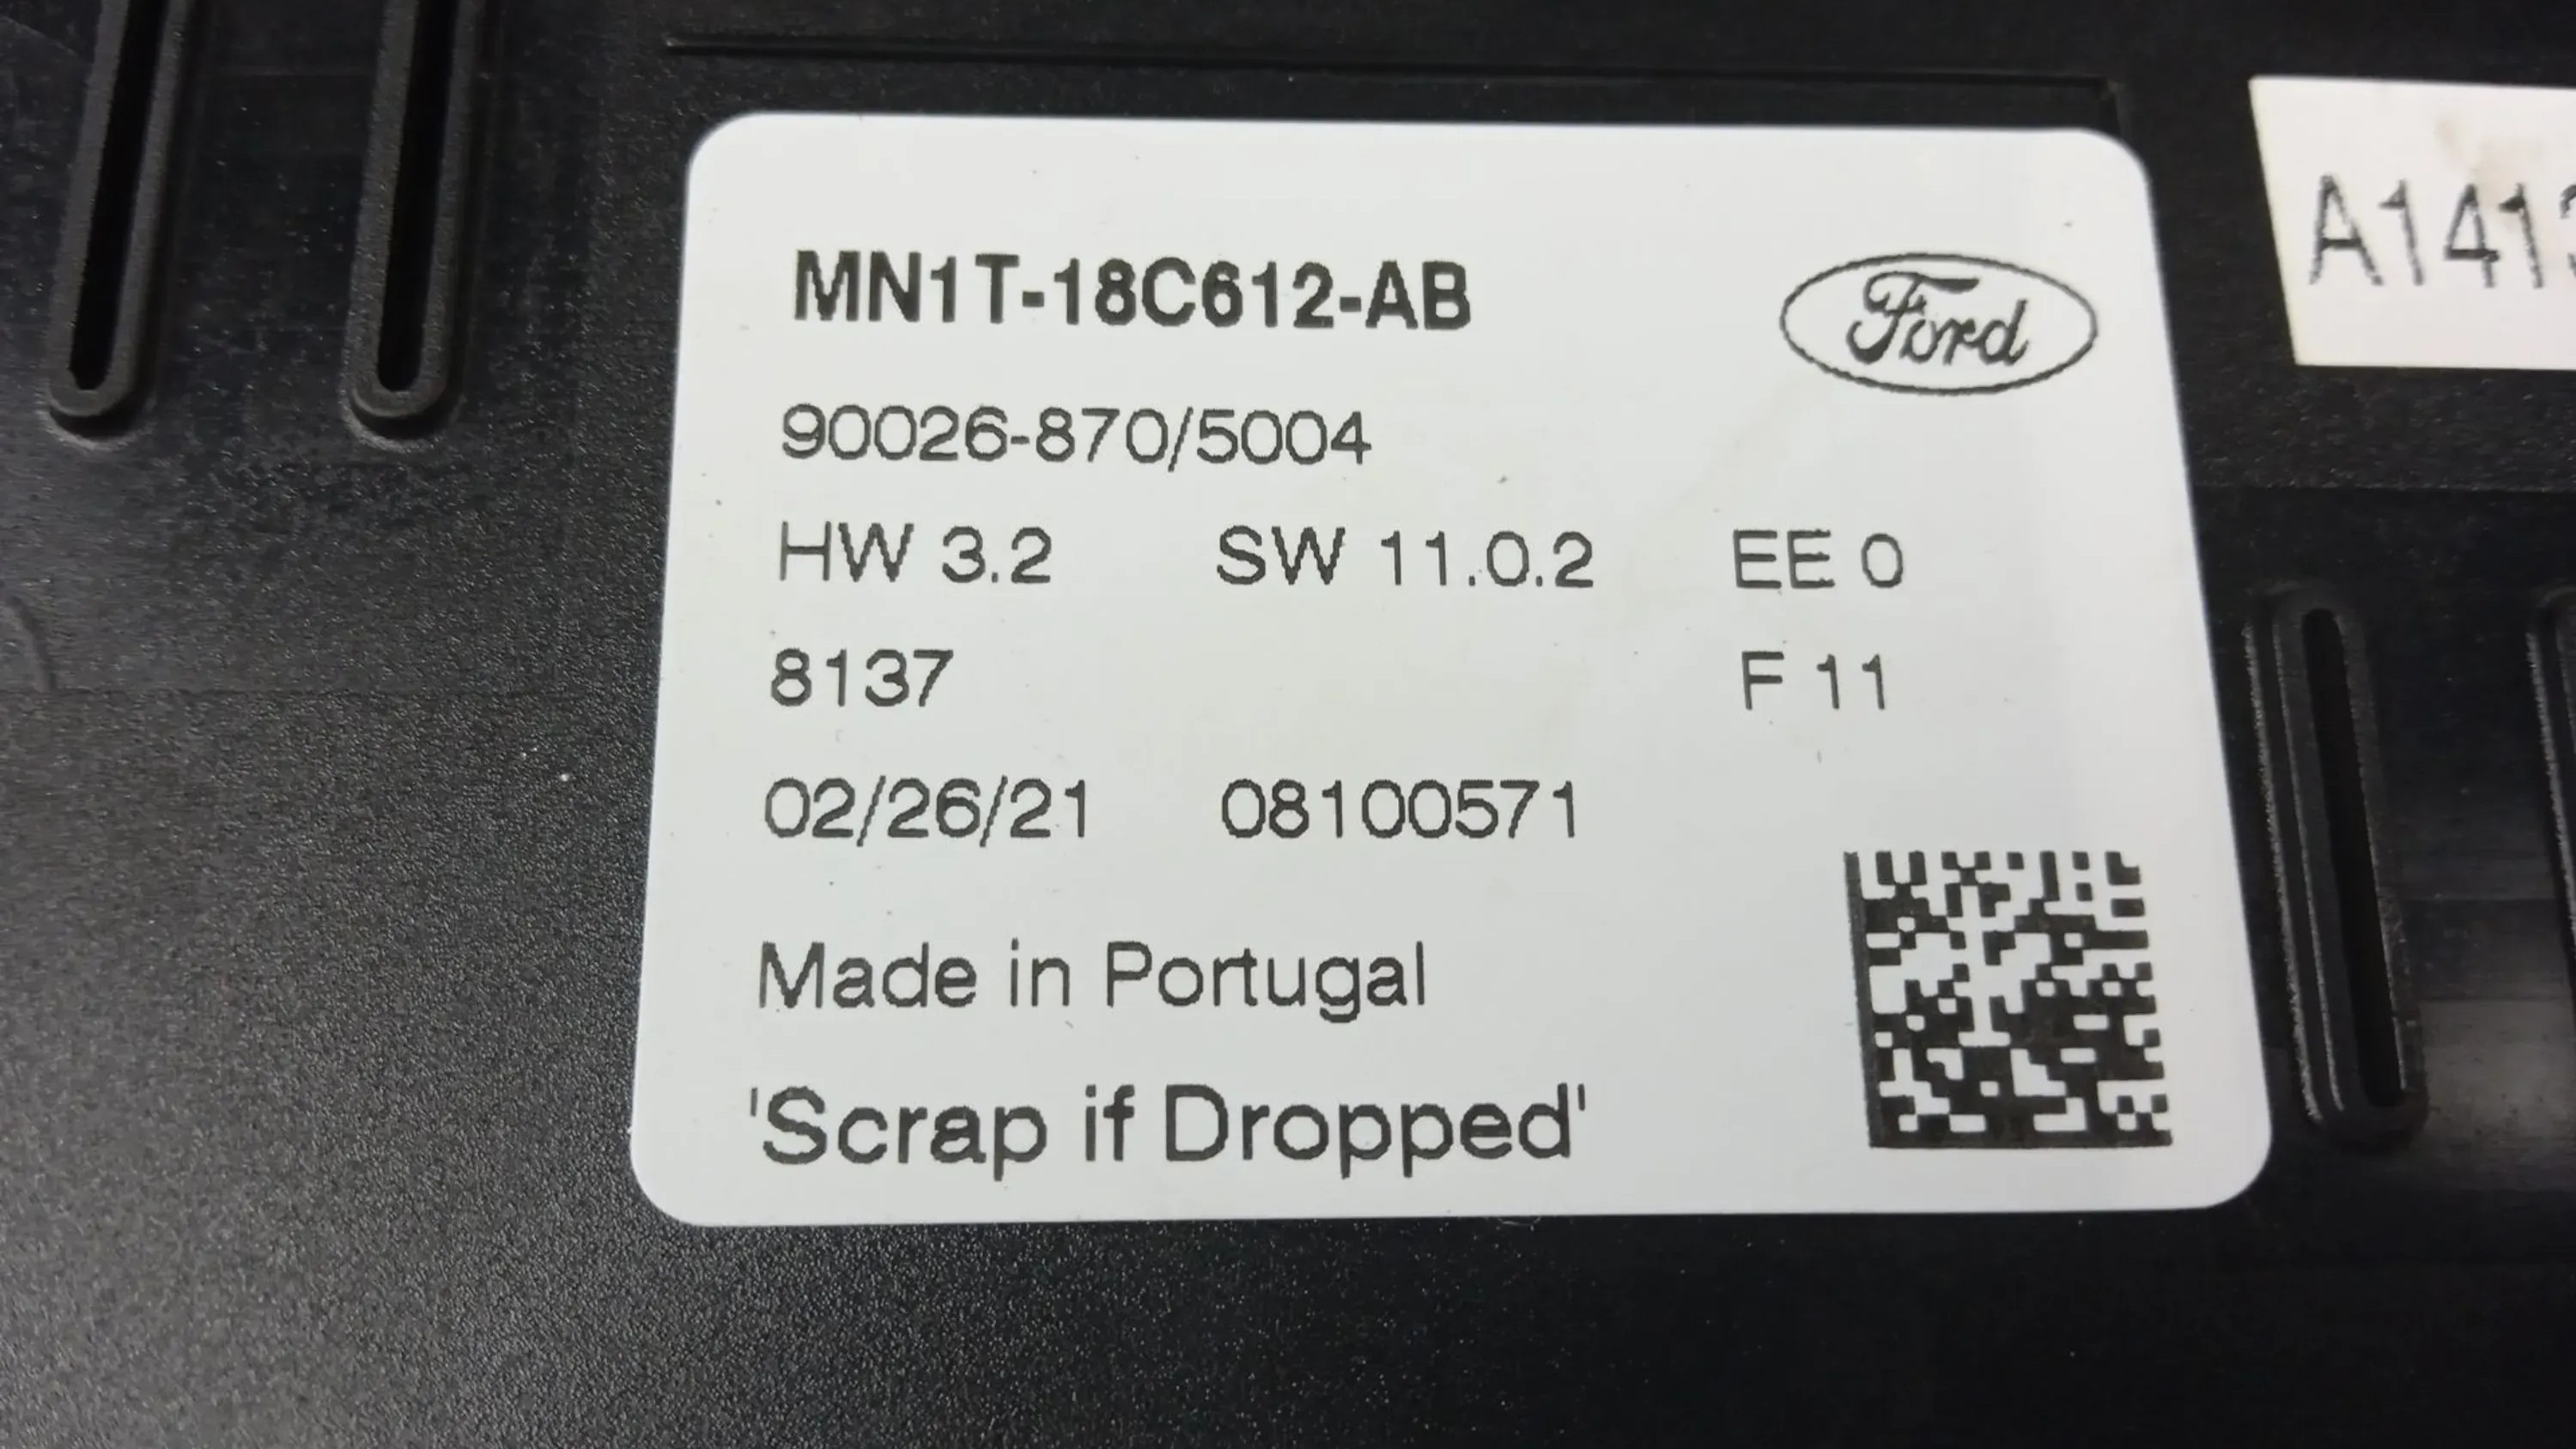 MN1T-18C612-AB
Ford
90026-870/5004
HW 3.2 SW 11.0.2 EE 0
8137 F 11
02/26/21 08100571
Made in Portugal
'Scrap if Dropped'